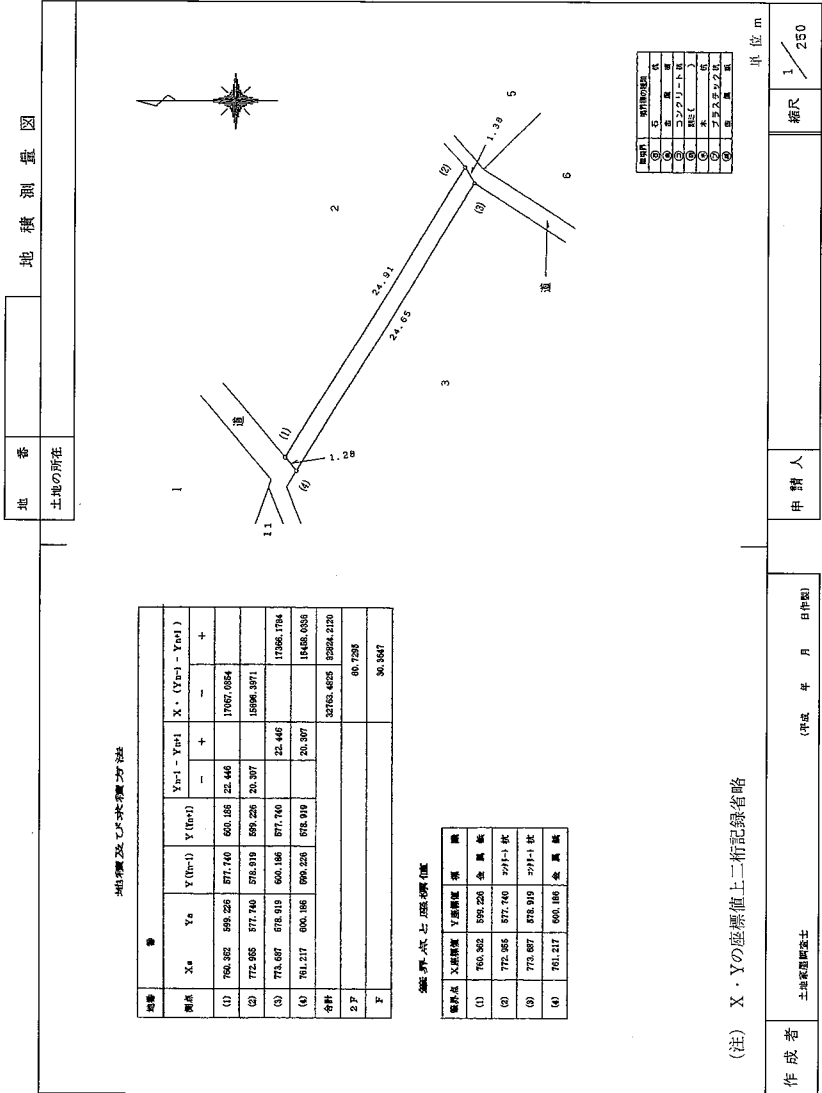 地積測量図
地番
土地の所在
地積及び求積方法
地番 番
測点 Xn Yn Y(Yn-1) Y(Yn+1) Yn-1 - Yn+1 X・(Yn-1 - Yn+1)
− + − +
(1) 760.362 599.226 577.740 600.186 22.446 17067.0854
(2) 772.965 577.740 578.919 599.226 20.307 15696.3971
(3) 773.687 578.919 600.186 577.740 22.446 17366.1784
(4) 761.217 600.186 599.226 578.919 20.307 15458.0336
合計 32763.4825 32824.2120
2F 60.7295
F 30.3647
筆界点と座標値
筆界点 X座標値 Y座標値 標識
(1) 760.362 599.226 金属鋲
(2) 772.965 577.740 コンクリート杭
(3) 773.687 578.919 コンクリート杭
(4) 761.217 600.186 金属鋲
(注) X・Yの座標値上二桁記録省略
1
11
道
(1)
1.28
(4)
24.91
24.65
2
3
(2)
(3)
1.38
5
6
道
境界標の種類
石杭
コンクリート杭
木杭
プラスチック杭
単位 m
作成者
土地家屋調査士
(平成 年 月 日作製)
申請人
縮尺
1/250